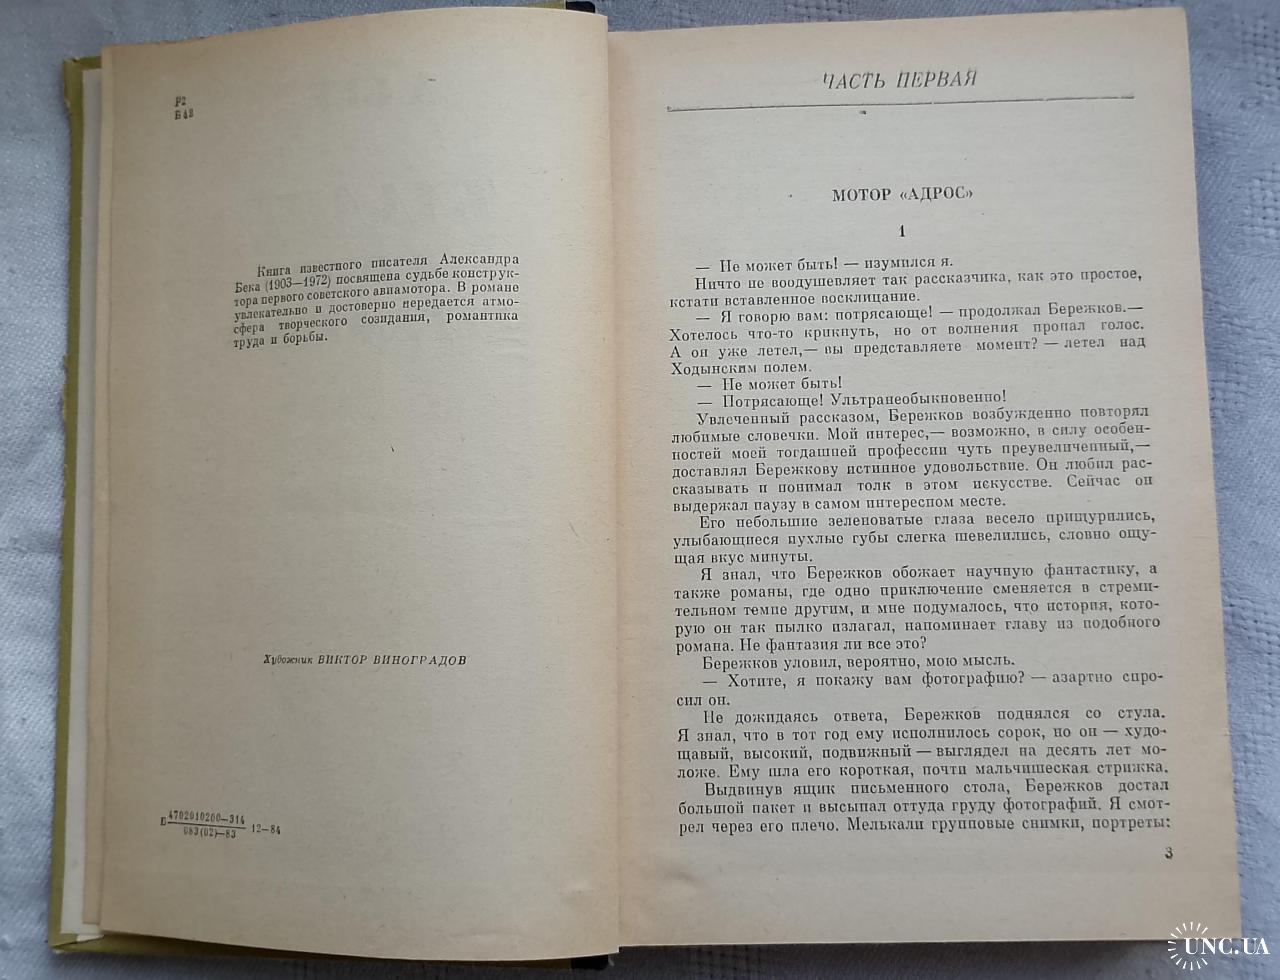 Р2
Б42
Книга известного писателя Александра
Бека (1903—1972) посвящена судьбе конструк-
тора первого советского авиамотора. В романе
увлекательно и достоверно передается атмо-
сфера творческого созидания, романтика
труда и борьбы.
Художник ВИКТОР ВИНОГРАДОВ
Б 4702010200—314
083(02)—83 12—84
ЧАСТЬ ПЕРВАЯ
МОТОР «АДРОС»
1
— Не может быть! — изумился я.
Ничто не воодушевляет так рассказчика, как это простое,
кстати вставленное восклицание.
— Я говорю вам: потрясающе! — продолжал Бережков.—
Хотелось что-то крикнуть, но от волнения пропал голос.
А он уже летел,— вы представляете момент? — летел над
Ходынским полем.
— Не может быть!
— Потрясающе! Ультранеобыкновенно!
Увлеченный рассказом, Бережков возбужденно повторял
любимые словечки. Мой интерес,— возможно, в силу особен-
ностей моей тогдашней профессии чуть преувеличенный,—
доставлял Бережкову истинное удовольствие. Он любил рас-
сказывать и понимал толк в этом искусстве. Сейчас он
выдержал паузу в самом интересном месте.
Его небольшие зеленоватые глаза весело прищурились,
улыбающиеся пухлые губы слегка шевелились, словно ощу-
щая вкус минуты.
Я знал, что Бережков обожает научную фантастику, а
также романы, где одно приключение сменяется в стреми-
тельном темпе другим, и мне подумалось, что история, кото-
рую он так пылко излагал, напоминает главу из подобного
романа. Не фантазия ли все это?
Бережков уловил, вероятно, мою мысль.
— Хотите, я покажу вам фотографию? — азартно спро-
сил он.
Не дожидаясь ответа, Бережков поднялся со стула.
Я знал, что в тот год ему исполнилось сорок, но он — худо-
щавый, высокий, подвижный — выглядел на десять лет мо-
ложе. Ему шла его короткая, почти мальчишеская стрижка.
Выдвинув ящик письменного стола, Бережков достал
большой пакет и высыпал оттуда груду фотографий. Я смот-
рел через его плечо. Мелькали групповые снимки, портреты:
3
UNC.UA